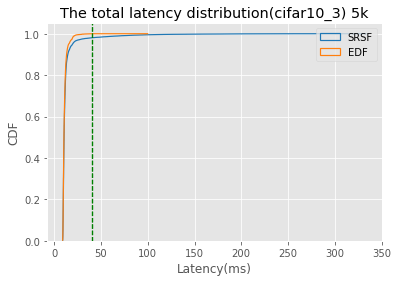 The total latency distribution(cifar10_3) 5k
SRSF
EDF
CDF
1.0
0.8
0.6
0.4
0.2
0.0
0 50 100 150 200 250 300 350
Latency(ms)